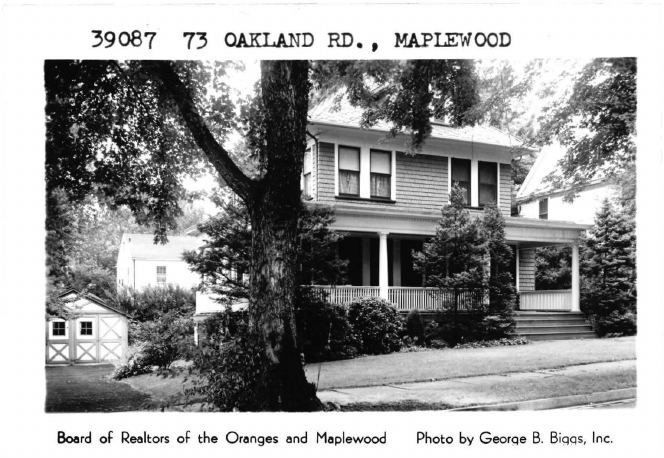 39087 73 OAKLAND RD., MAPLEWOOD
Board of Realtors of the Oranges and Maplewood Photo by George B. Biggs, Inc.